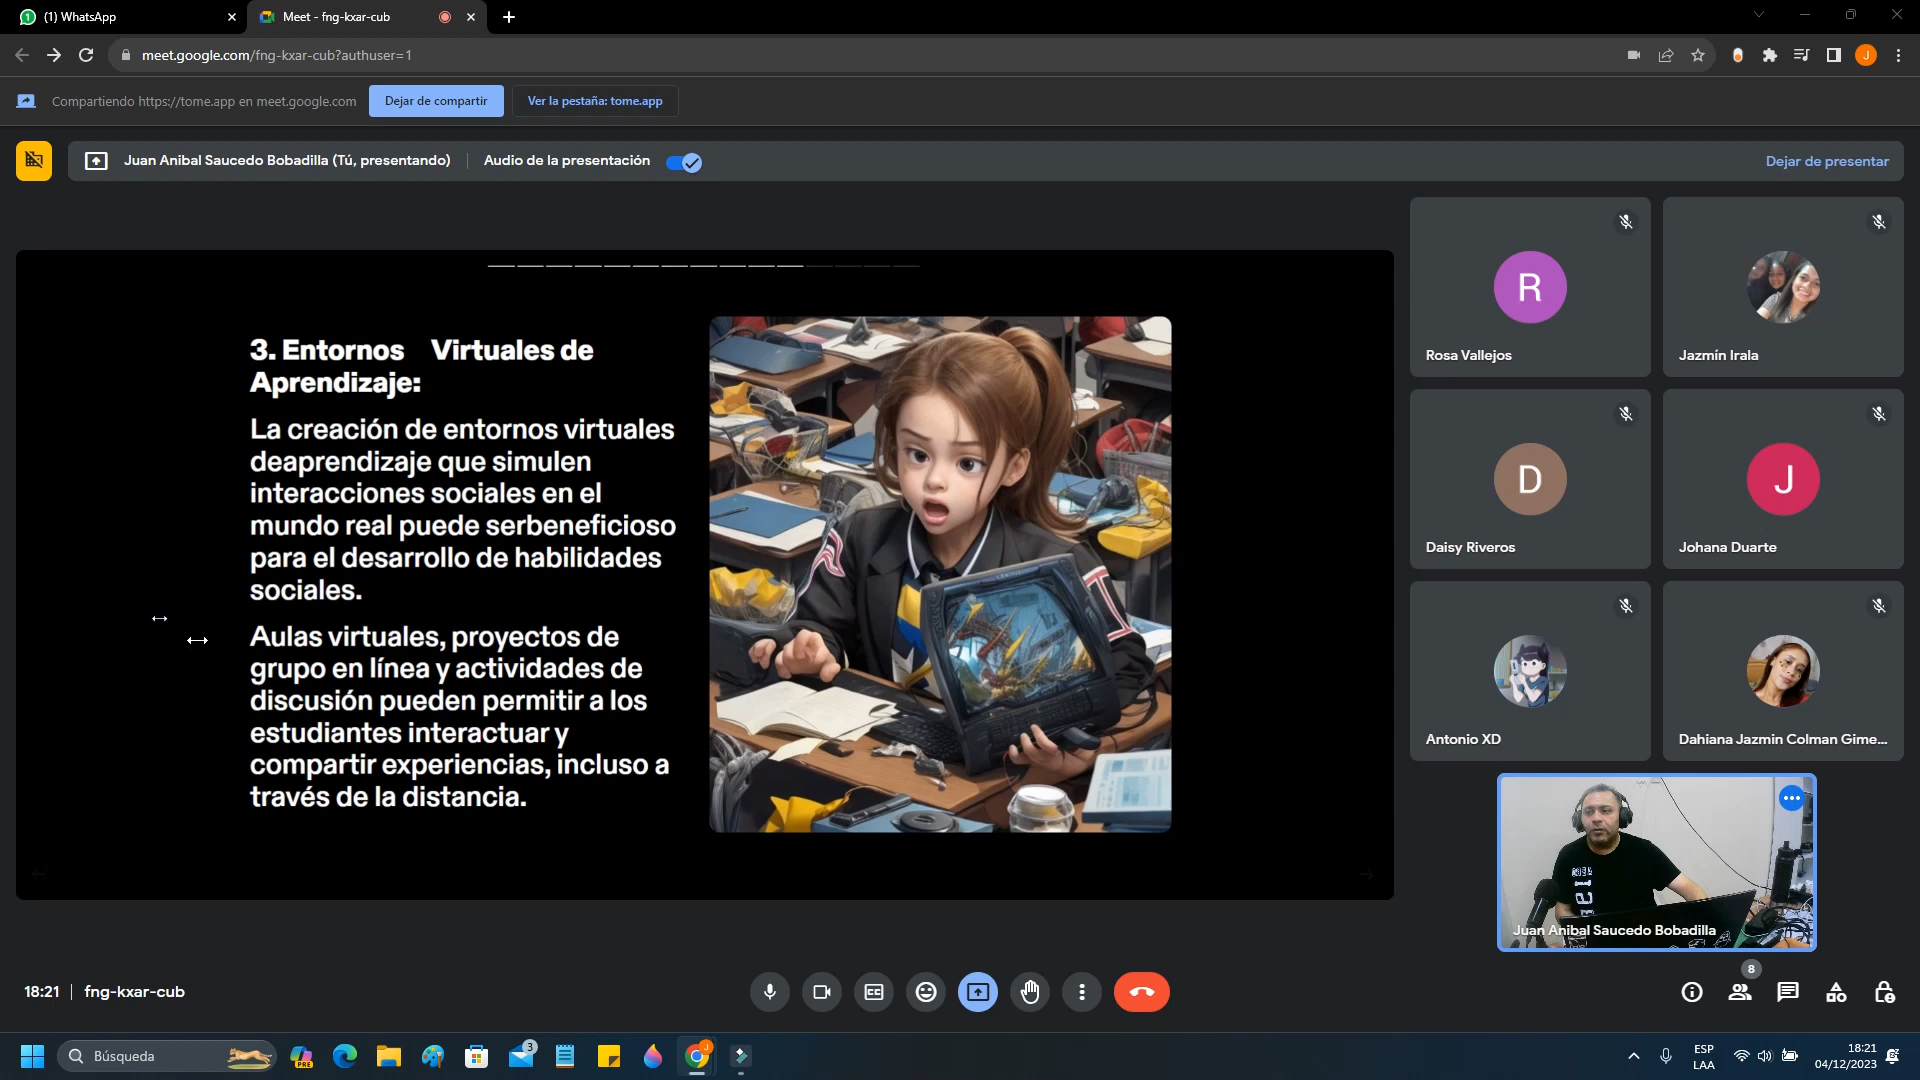 (1) WhatsApp
Meet - fng-kxar-cub
meet.google.com/fng-kxar-cub?authuser=1
J
Compartiendo https://tome.app en meet.google.com
Dejar de compartir
Ver la pestaña: tome.app
Juan Anibal Saucedo Bobadilla (Tú, presentando)
Audio de la presentación
Dejar de presentar
3. Entornos Virtuales de
Aprendizaje:
La creación de entornos virtuales
deaprendizaje que simulen
interacciones sociales en el
mundo real puede serbeneficioso
para el desarrollo de habilidades
sociales.
Aulas virtuales, proyectos de
grupo en línea y actividades de
discusión pueden permitir a los
estudiantes interactuar y
compartir experiencias, incluso a
través de la distancia.
R
Rosa Vallejos
Jazmín Irala
D
Daisy Riveros
J
Johana Duarte
Antonio XD
Dahiana Jazmin Colman Gime...
Juan Anibal Saucedo Bobadilla
18:21
fng-kxar-cub
8
Búsqueda
PRE
3
J
ESP
LAA
18:21
04/12/2023